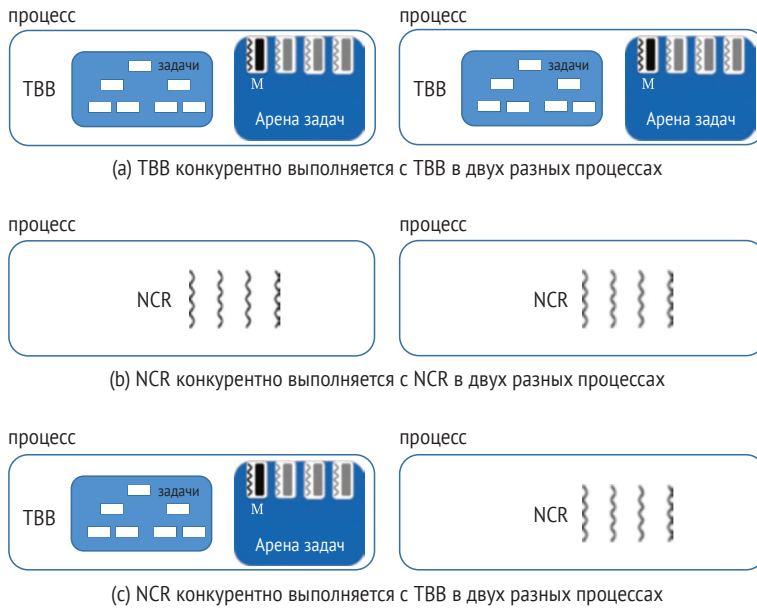 процесс
процесс
TBB
задачи
M
Арена задач
TBB
задачи
M
Арена задач
(a) TBB конкурентно выполняется с TBB в двух разных процессах
процесс
процесс
NCR
NCR
(b) NCR конкурентно выполняется с NCR в двух разных процессах
процесс
процесс
TBB
задачи
M
Арена задач
NCR
(c) NCR конкурентно выполняется с TBB в двух разных процессах